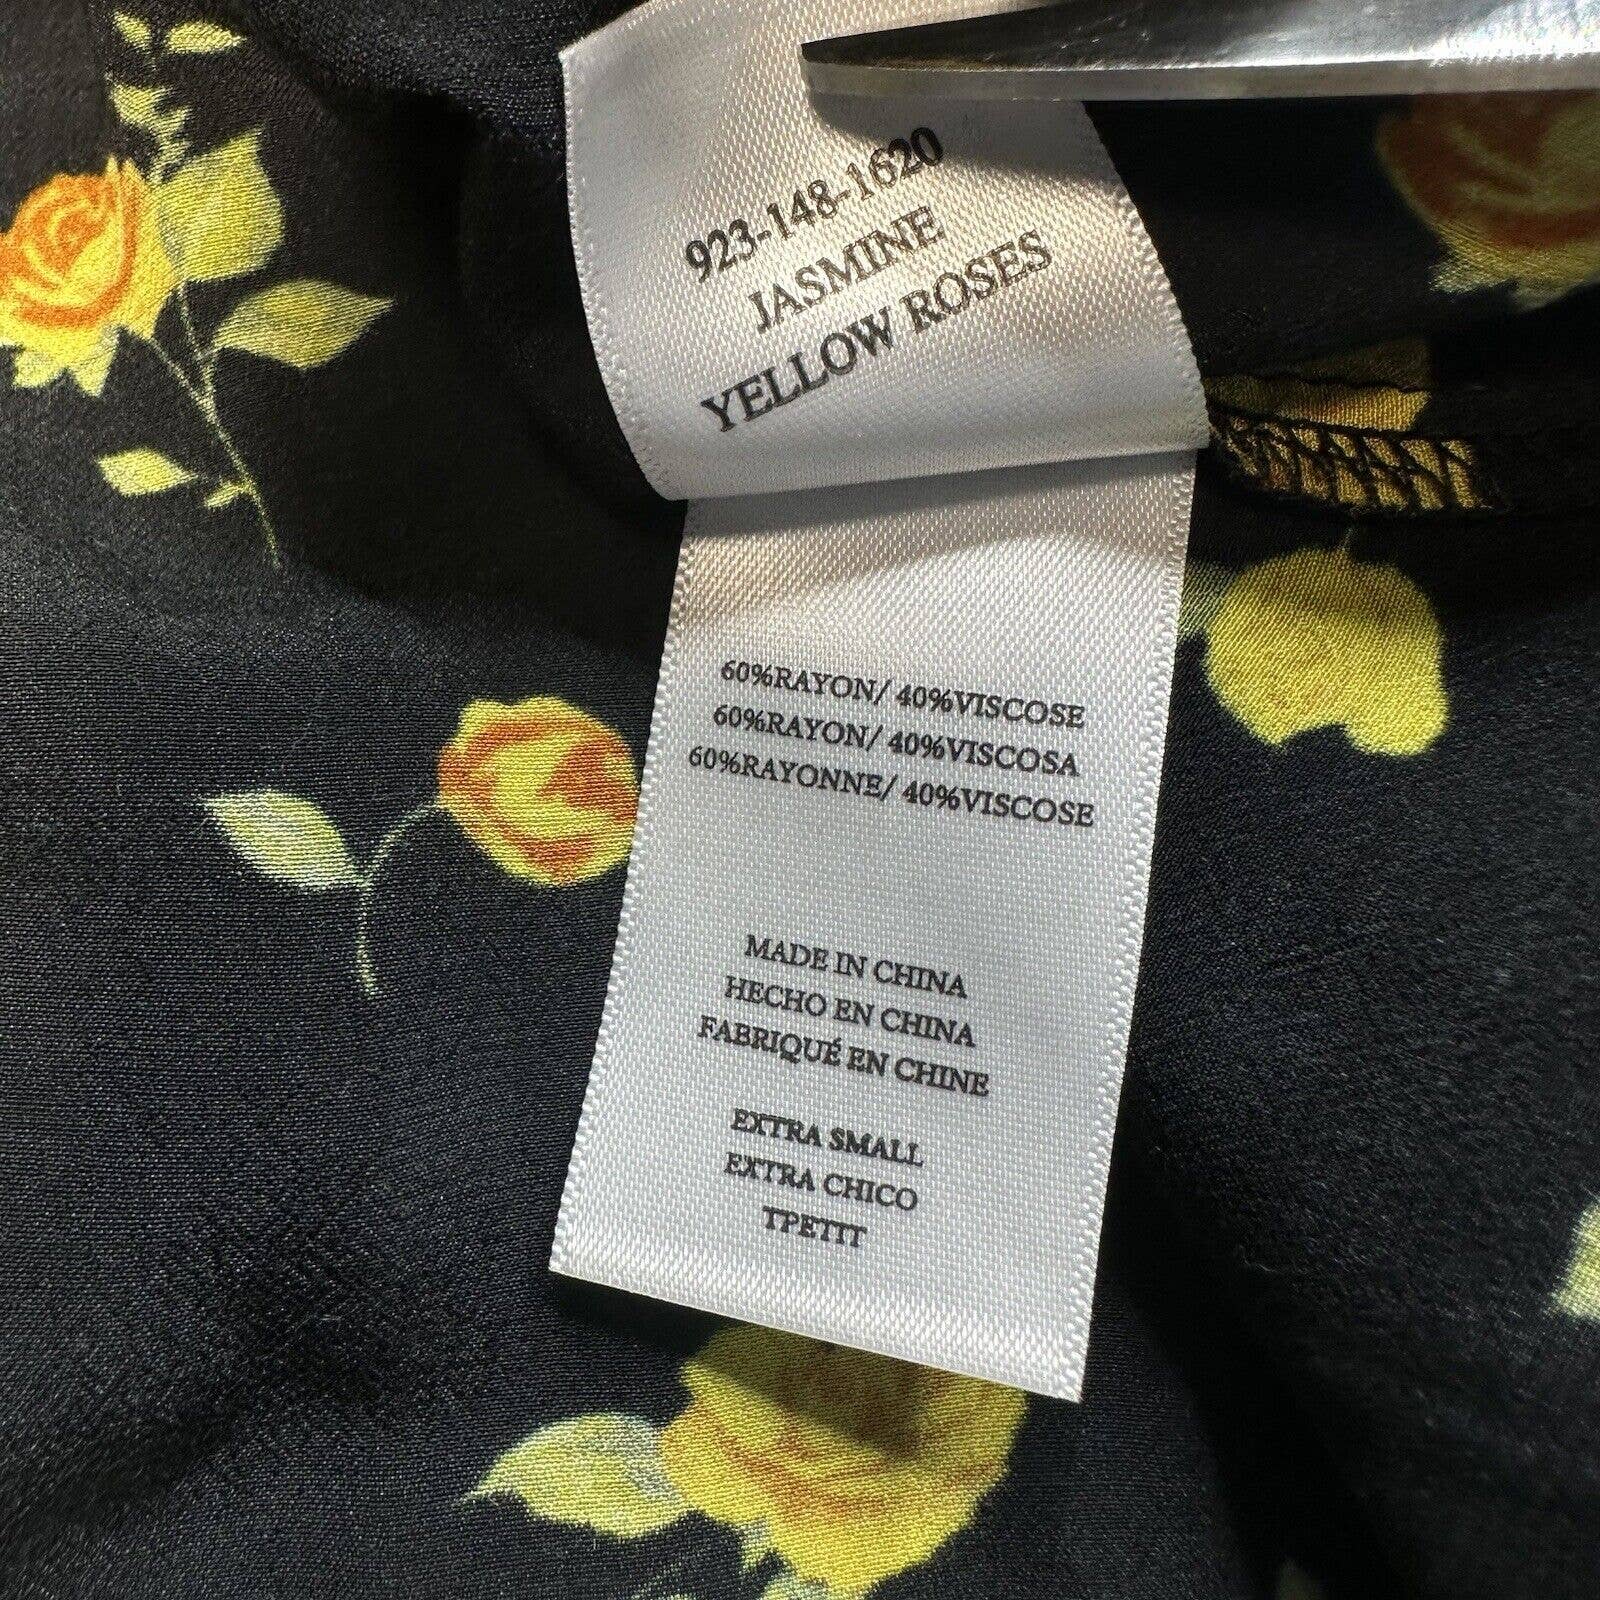 923-148-1620
JASMINE
YELLOW ROSES
60%RAYON/ 40%VISCOSE
60%RAYON/ 40%VISCOSA
60%RAYONNE/ 40%VISCOSE
MADE IN CHINA
HECHO EN CHINA
FABRIQUÉ EN CHINE
EXTRA SMALL
EXTRA CHICO
TPETIT